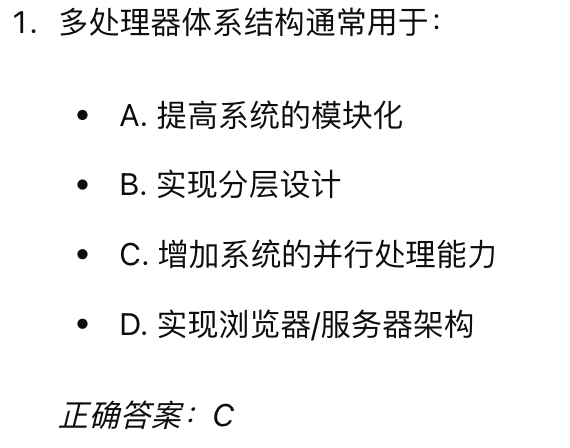 1. 多处理器体系结构通常用于：
• A. 提高系统的模块化
• B. 实现分层设计
• C. 增加系统的并行处理能力
• D. 实现浏览器/服务器架构
正确答案：C